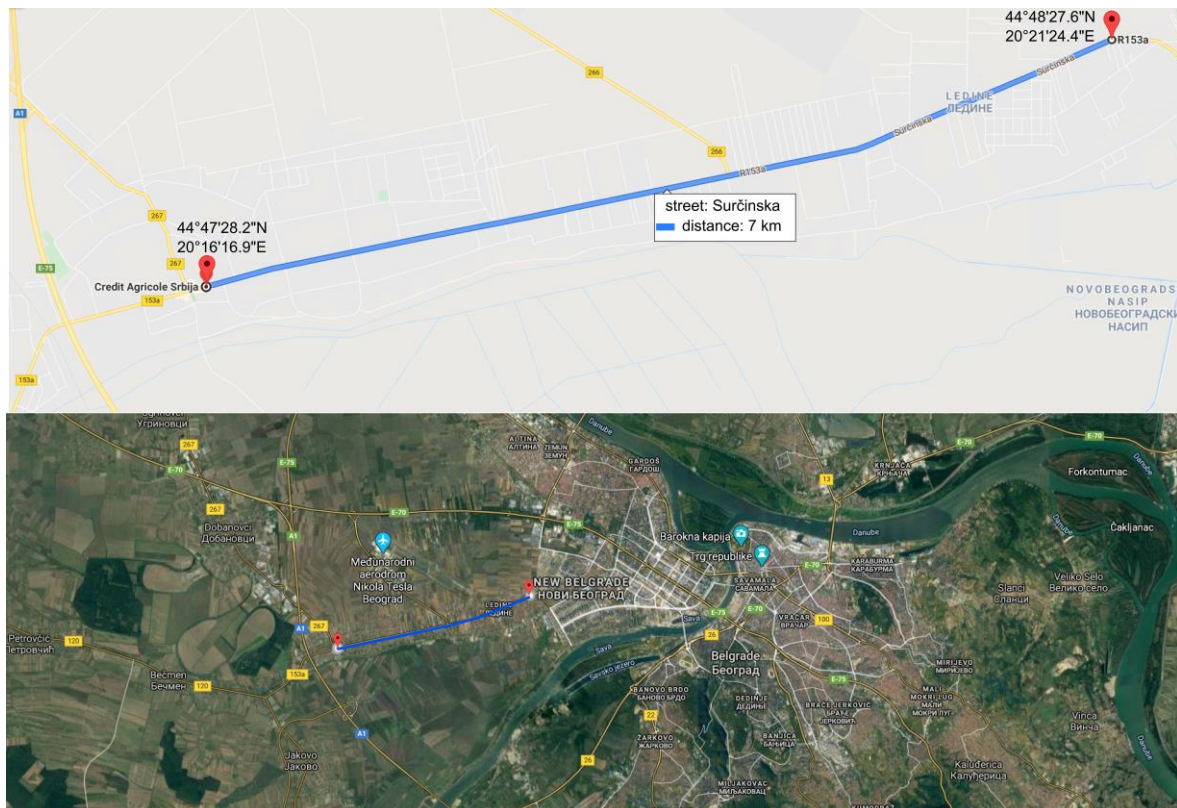 44°48'27.6"N
20°21'24.4"E
R153a
266
Surčinska
LEDINE
ЛЕДИНЕ
A1
Surčinska
266
R153a
267
street: Surčinska
distance: 7 km
44°47'28.2"N
20°16'16.9"E
E-75
267
Credit Agricole Srbija
153a
NOVOBEOGRADS
NASIP
НОВОБЕОГРАДСКИ
НАСИП
153a
Угриновци
267
E-70
E-75
ALTINA
АЛТИНА
ZEMUN
ЗЕМУН
Danube
GARDOŠ
ГАРДОШ
E-70
Danube
KRNJAČA
КРЊАЧА
Forkontumac
13
Čakljanac
267
Dobanovci
Добановци
E-70
E-75
A1
Danube
Danube
Međunarodni
aerodrom
Nikola Tesla
Beograd
Barokna kapija
Trg republike
E-70
KARABURMA
КАРАБУРМА
NEW BELGRADE
НОВИ БЕОГРАД
SAVAMALA
САВАМАЛА
Slanci
Сланци
Veliko Selo
Велико село
LEDINE
ЛЕДИНЕ
E-75
E-70
VRAČAR
ВРАЧАР
100
Petrovčić
Петровчић
120
A1
267
Sava
Sava
26
Savsko jezero
Belgrade
Београд
MIRIJEVO
МИРИЈЕВО
153a
Bečmen
Бечмен
120
BANOVO BRDO
БАНОВО БРДО
DEDINJE
ДЕДИЊЕ
E-75
BRAĆE JERKOVIĆ
БРАЋЕ
ЈЕРКОВИЋ
MALI
MOKRI LUG
МАЛИ
МОКРИ ЛУГ
22
Vinča
Винча
ŽARKOVO
ЖАРКОВО
BANJICA
БАЊИЦА
A1
Jakovo
Јаково
26
Kaluđerica
Калуђерица
MILJAKOVAC
МИЉАКОВАЦ